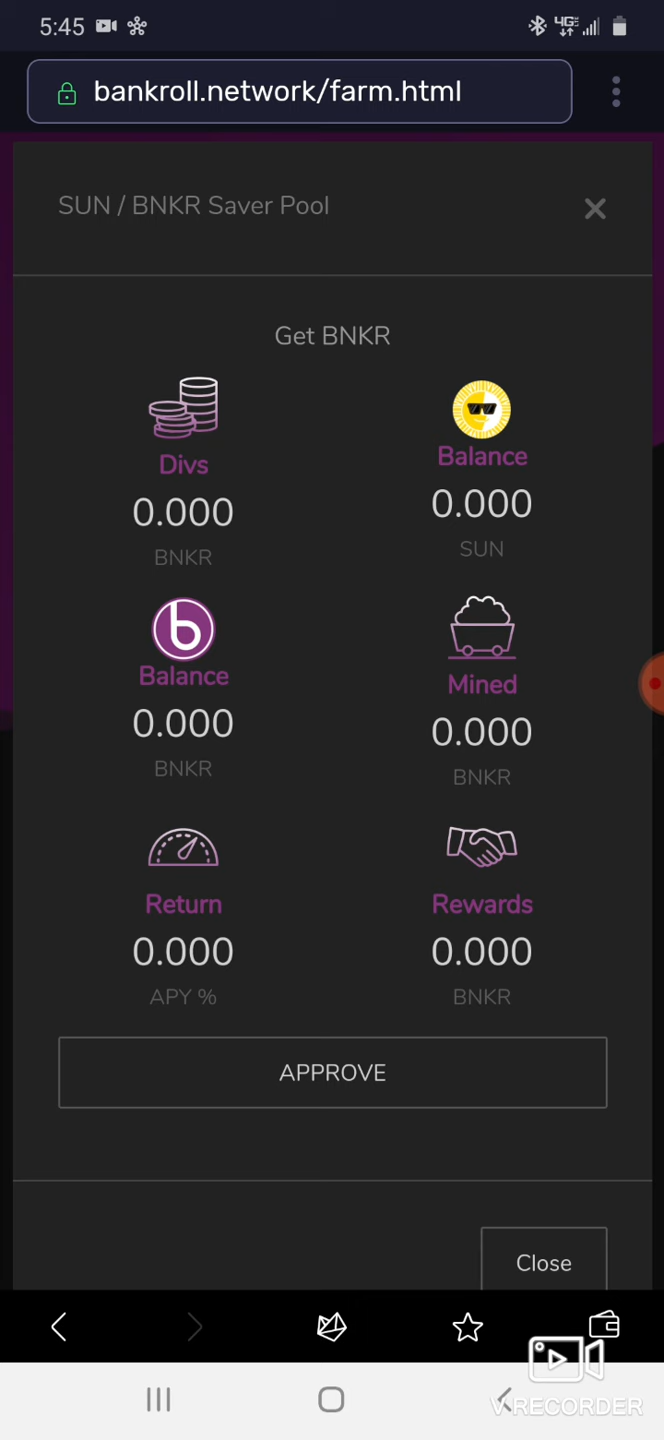 5:45
4GE
bankroll.network/farm.html
SUN / BNKR Saver Pool
Get BNKR
Divs
0.000
BNKR
Balance
0.000
SUN
b
Balance
0.000
BNKR
Mined
0.000
BNKR
Return
0.000
APY %
Rewards
0.000
BNKR
APPROVE
Close
V RECORDER